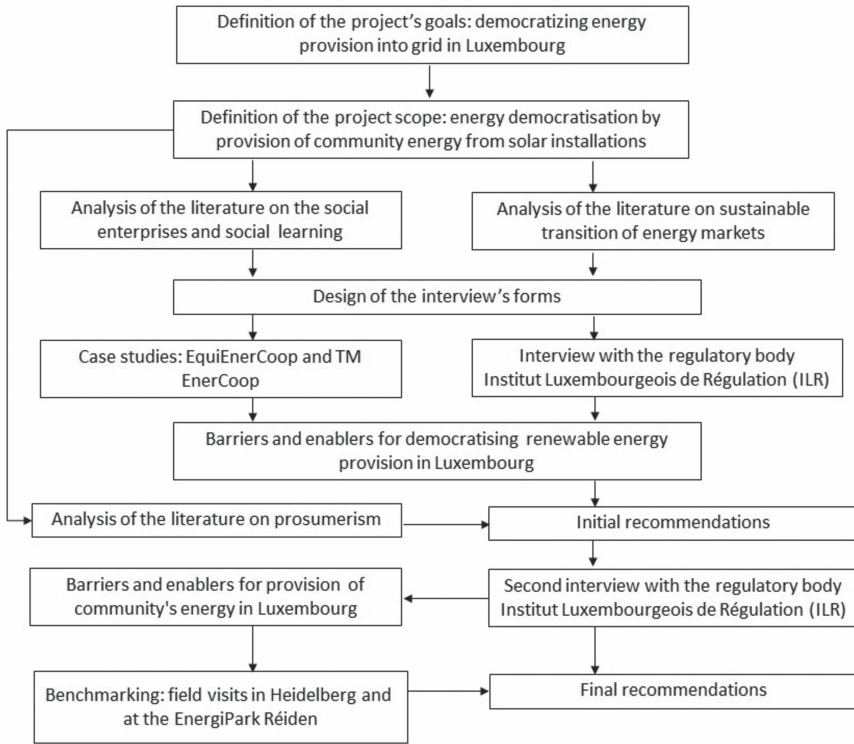 Definition of the project's goals: democratizing energy
provision into grid in Luxembourg
Definition of the project scope: energy democratisation by
provision of community energy from solar installations
Analysis of the literature on the social
enterprises and social learning
Analysis of the literature on sustainable
transition of energy markets
Design of the interview's forms
Case studies: EquiEnerCoop and TM
EnerCoop
Interview with the regulatory body
Institut Luxembourgeois de Régulation (ILR)
Barriers and enablers for democratising renewable energy
provision in Luxembourg
Analysis of the literature on prosumerism
Initial recommendations
Barriers and enablers for provision of
community's energy in Luxembourg
Second interview with the regulatory body
Institut Luxembourgeois de Régulation (ILR)
Benchmarking: field visits in Heidelberg and
at the EnergiPark Réiden
Final recommendations